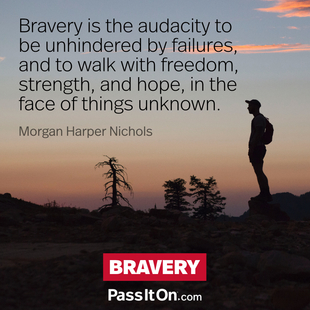 Bravery is the audacity to
be unhindered by failures,
and to walk with freedom,
strength, and hope, in the
face of things unknown.
Morgan Harper Nichols
BRAVERY
PassItOn.com